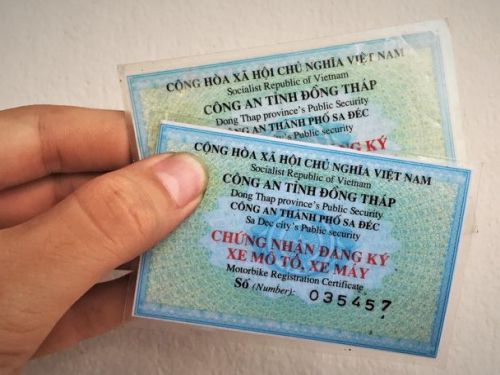 CỘNG HÒA XÃ HỘI CHỦ NGHĨA VIỆT NAM
Socialist Republic of Vietnam
CÔNG AN TỈNH ĐỒNG THÁP
Dong Thap province's Public Security
CÔNG AN THÀNH PHỐ SA ĐÉC
public security
KÝ
CỘNG HÒA XÃ HỘI CHỦ NGHĨA VIỆT NAM
Socialist Republic of Vietnam
CÔNG AN TỈNH ĐỒNG THÁP
Dong Thap province's Public Security
CÔNG AN THÀNH PHỐ SA ĐÉC
Sa Dec city's Public security
CHỨNG NHẬN ĐĂNG KÝ
XE MÔ TÔ, XE MÁY
Motorbike Registration Certificate
Số (Number): 035457